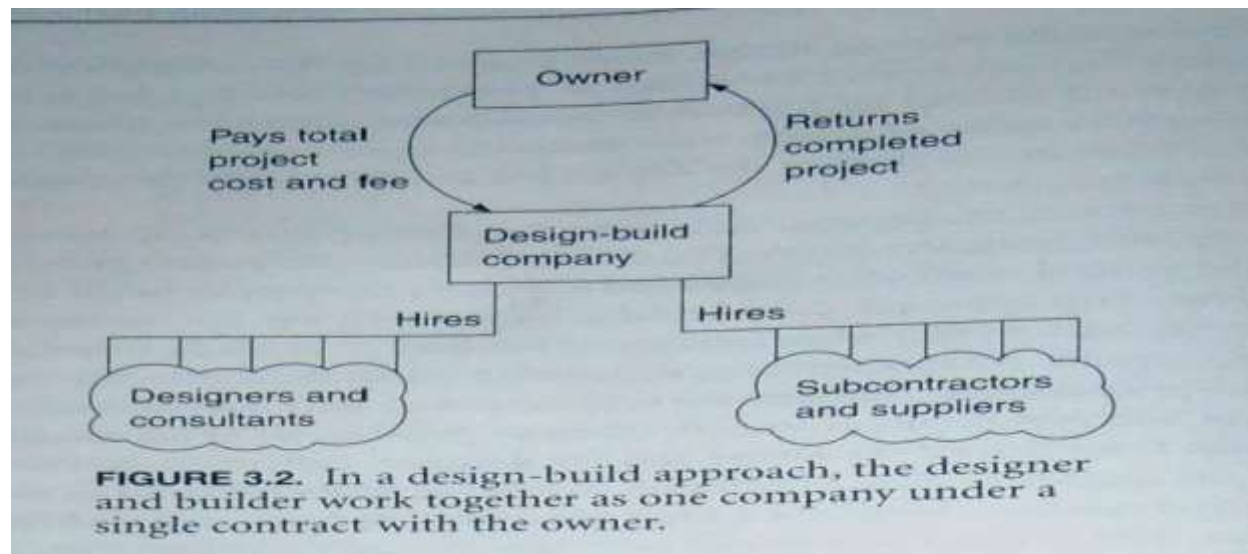 Owner
Pays total
project
cost and fee
Returns
completed
project
Design-build
company
Hires
Hires
Designers and
consultants
Subcontractors
and suppliers
FIGURE 3.2. In a design-build approach, the designer
and builder work together as one company under a
single contract with the owner.